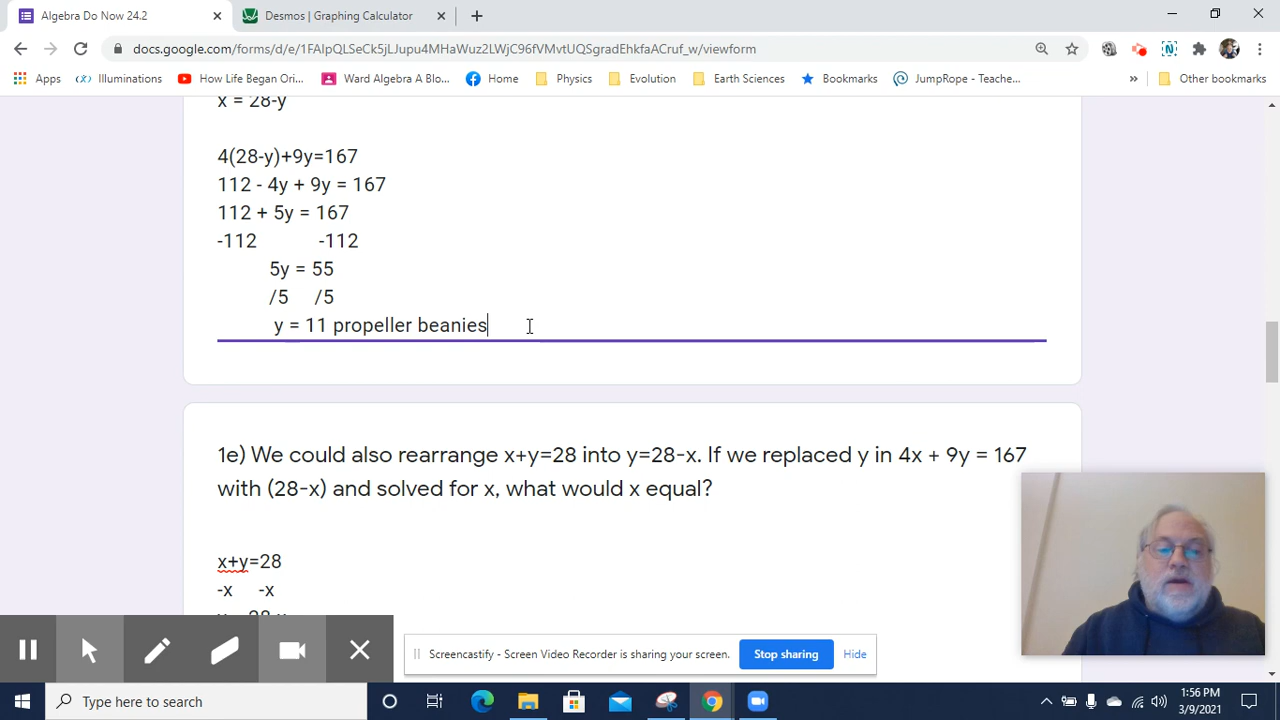 Algebra Do Now 24.2
Desmos | Graphing Calculator
docs.google.com/forms/d/e/1FAIpQLSeCk5jLJupu4MHaWuz2LWjC96fVMvtUQSgradEhkfaACruf_w/viewform
Apps
Illuminations
How Life Began Ori...
Ward Algebra A Blo...
Home
Physics
Evolution
Earth Sciences
Bookmarks
JumpRope - Teache...
Other bookmarks
x = 28-y
4(28-y)+9y=167
112 - 4y + 9y = 167
112 + 5y = 167
-112 -112
5y = 55
/5 /5
y = 11 propeller beanies
1e) We could also rearrange x+y=28 into y=28-x. If we replaced y in 4x + 9y = 167
with (28-x) and solved for x, what would x equal?
x+y=28
-x -x
Screencastify - Screen Video Recorder is sharing your screen.
Stop sharing
Hide
Type here to search
1:56 PM
3/9/2021